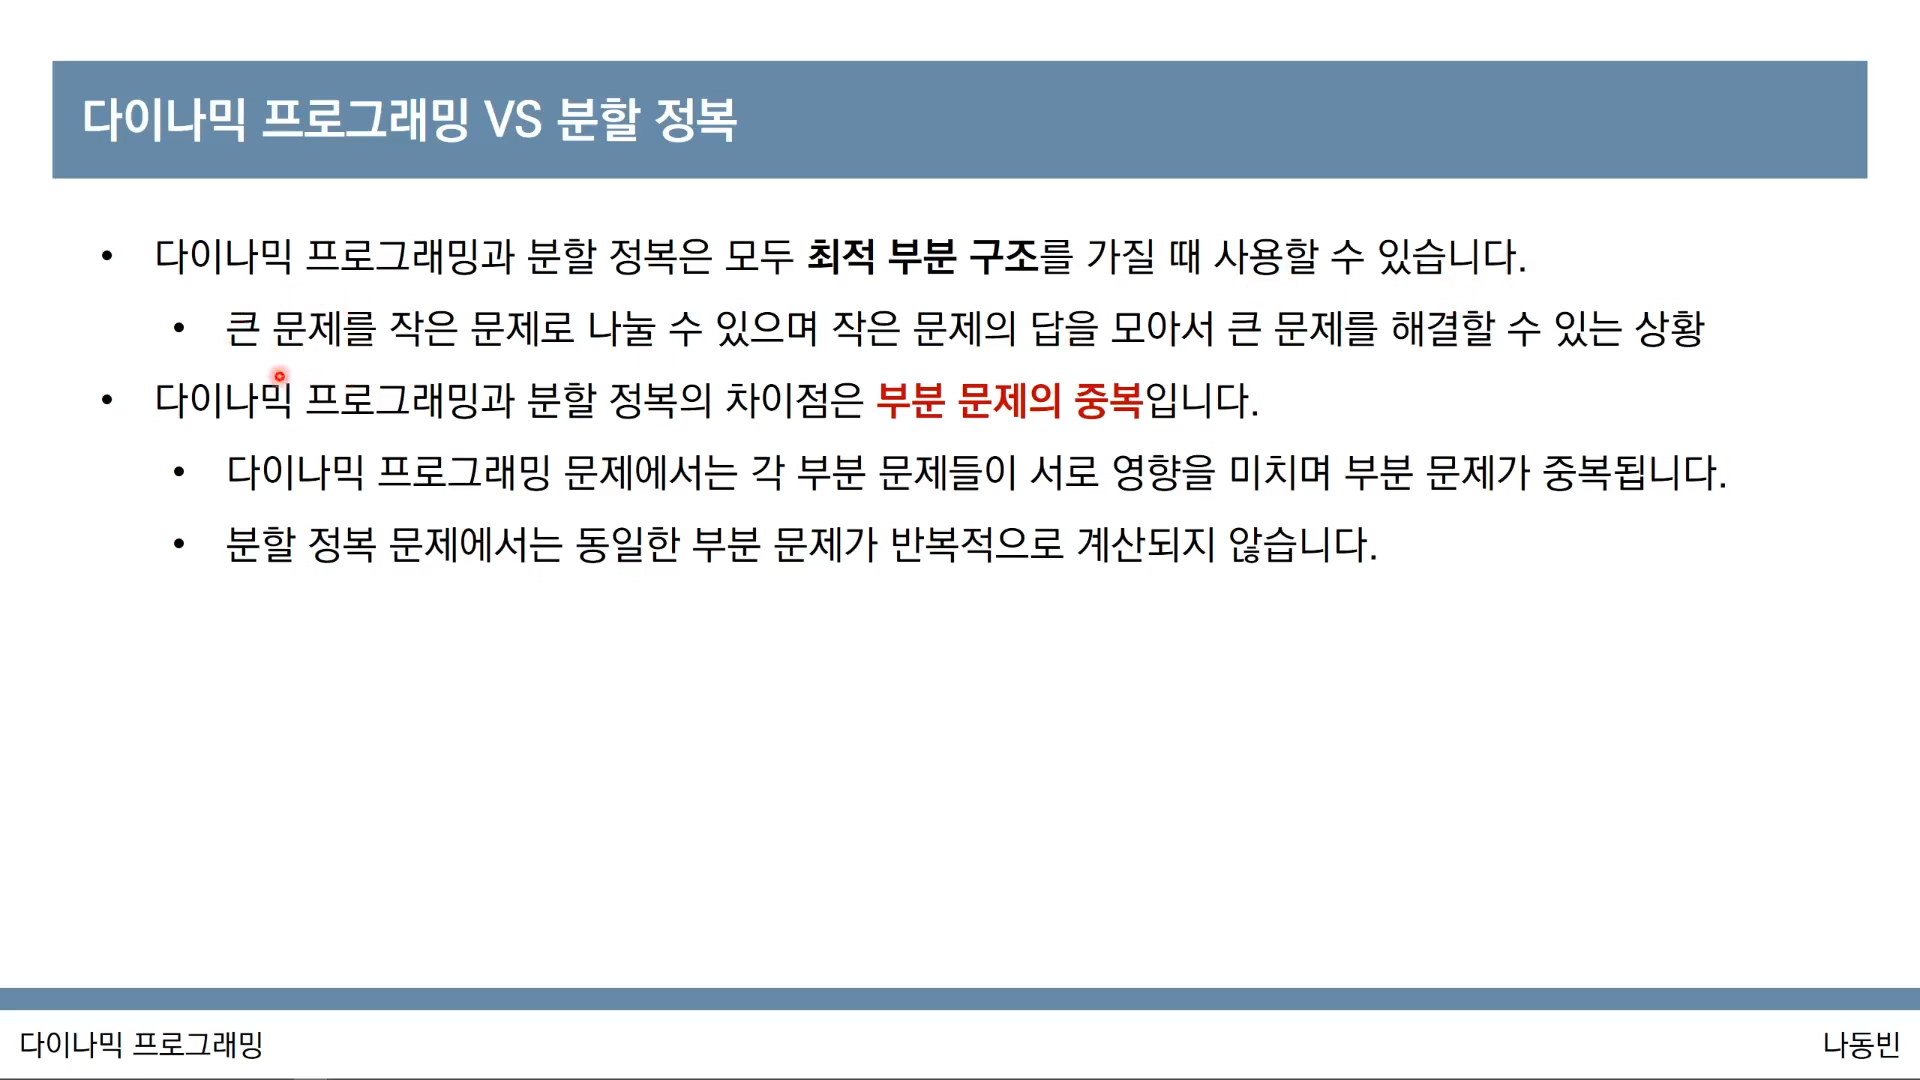 다이나믹 프로그래밍 VS 분할 정복
• 다이나믹 프로그래밍과 분할 정복은 모두 최적 부분 구조를 가질 때 사용할 수 있습니다.
• 큰 문제를 작은 문제로 나눌 수 있으며 작은 문제의 답을 모아서 큰 문제를 해결할 수 있는 상황
• 다이나믹 프로그래밍과 분할 정복의 차이점은 부분 문제의 중복입니다.
• 다이나믹 프로그래밍 문제에서는 각 부분 문제들이 서로 영향을 미치며 부분 문제가 중복됩니다.
• 분할 정복 문제에서는 동일한 부분 문제가 반복적으로 계산되지 않습니다.
다이나믹 프로그래밍
나동빈